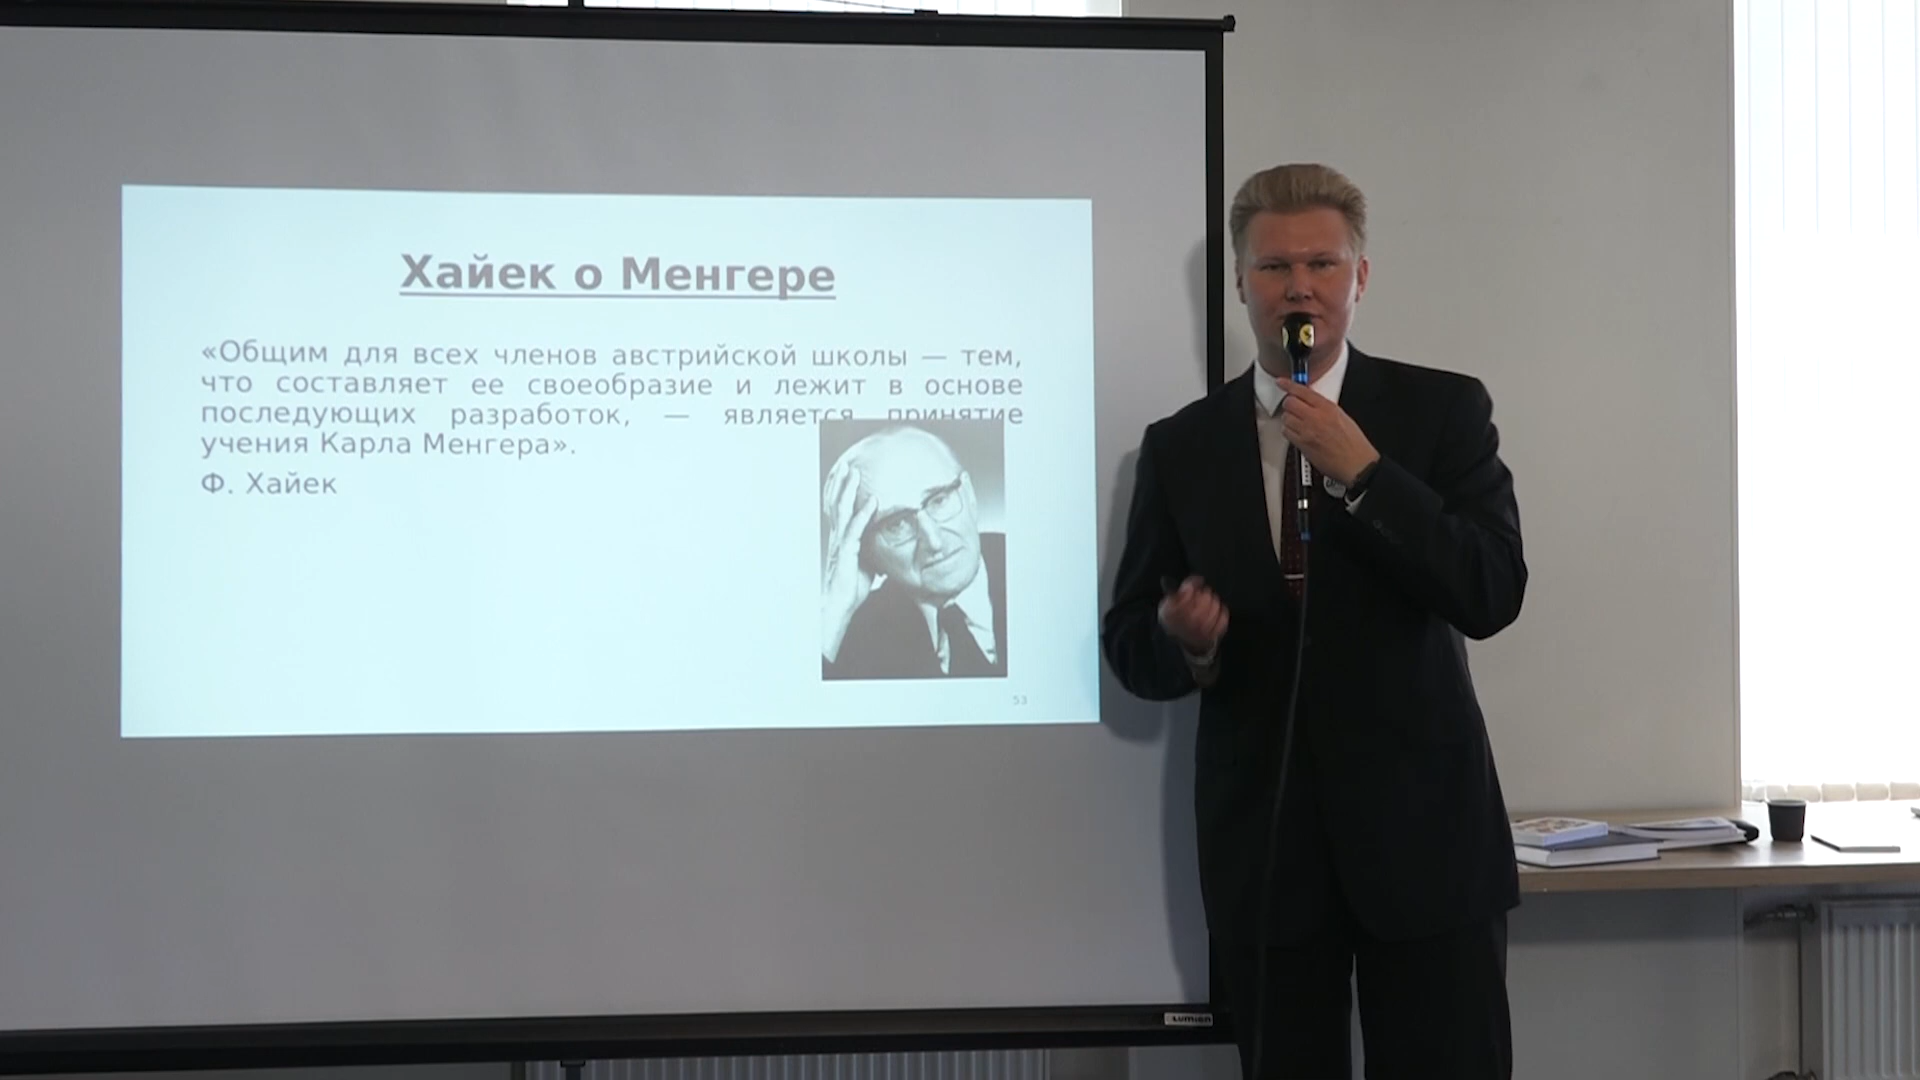 Хайек о Менгере
«Общим для всех членов австрийской школы — тем,
что составляет ее своеобразие и лежит в основе
последующих разработок, — является принятие
учения Карла Менгера».
Ф. Хайек
53
LUMIEN